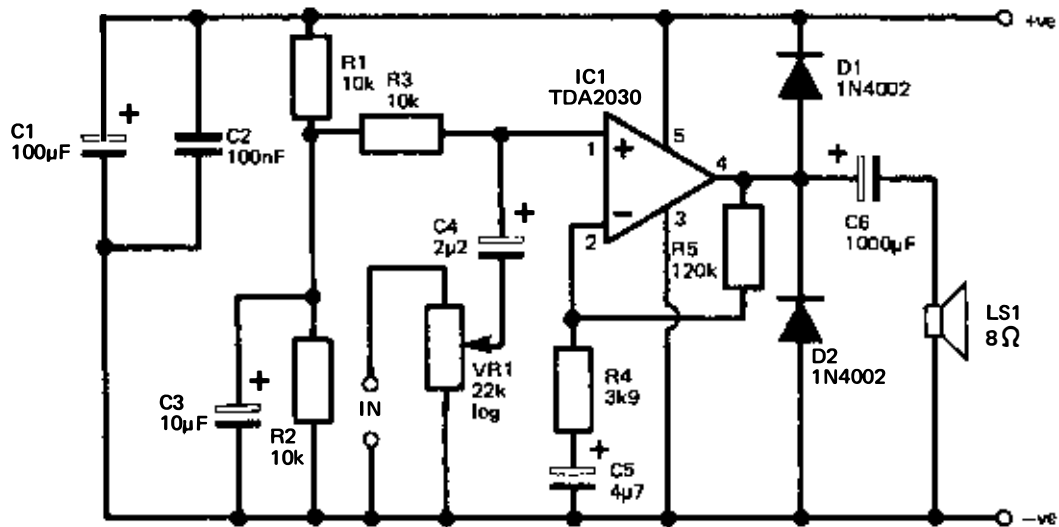 +ve
R1
10k
R3
10k
IC1
TDA2030
D1
1N4002
+
C1
100µF
C2
100nF
+
5
1
+
4
C4
2µ2
+
−
3
2
C6
1000µF
R5
120k
LS1
8Ω
VR1
22k
log
R4
3k9
D2
1N4002
C3
10µF
+
IN
R2
10k
+
C5
4µ7
−ve